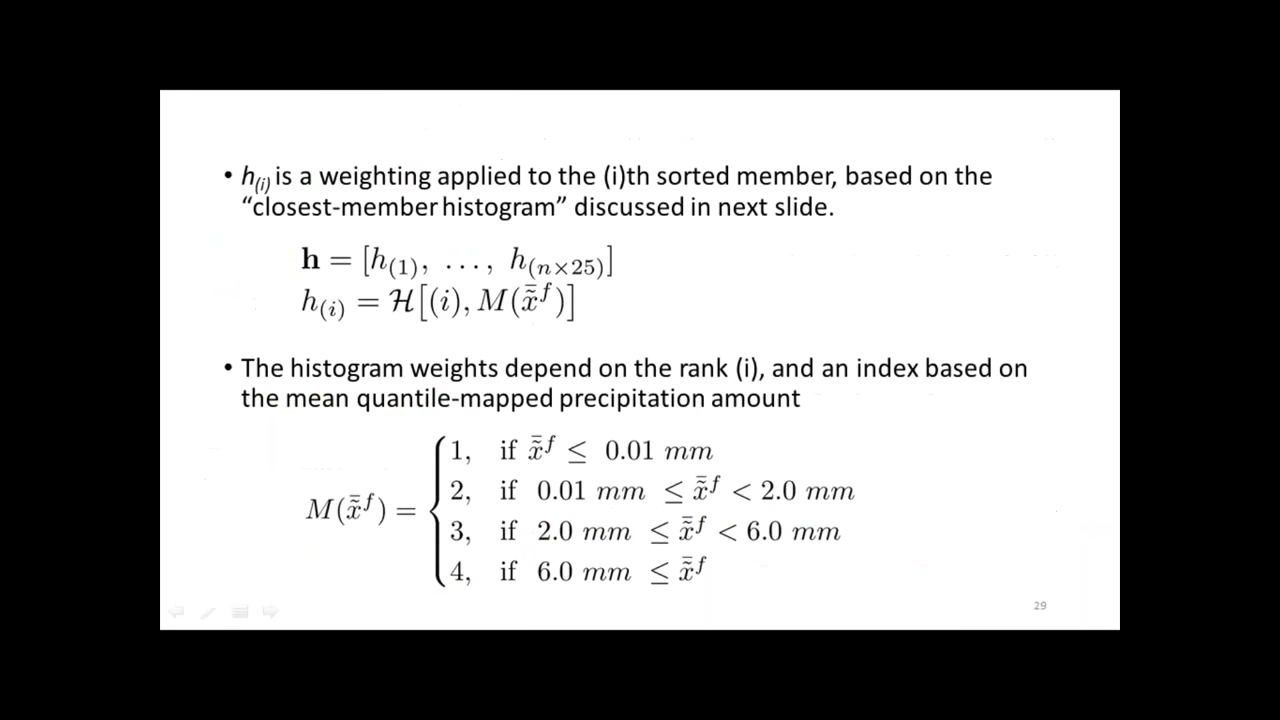 • h(i) is a weighting applied to the (i)th sorted member, based on the
“closest-member histogram” discussed in next slide.
𝐡 = [h₍₁₎, …, h₍ₙ×₂₅₎]
h₍ᵢ₎ = ℋ[(i), M(x̃̄ᶠ)]
• The histogram weights depend on the rank (i), and an index based on
the mean quantile-mapped precipitation amount
M(x̃̄ᶠ) =
1, if x̃̄ᶠ ≤ 0.01 mm
2, if 0.01 mm ≤ x̃̄ᶠ < 2.0 mm
3, if 2.0 mm ≤ x̃̄ᶠ < 6.0 mm
4, if 6.0 mm ≤ x̃̄ᶠ
29